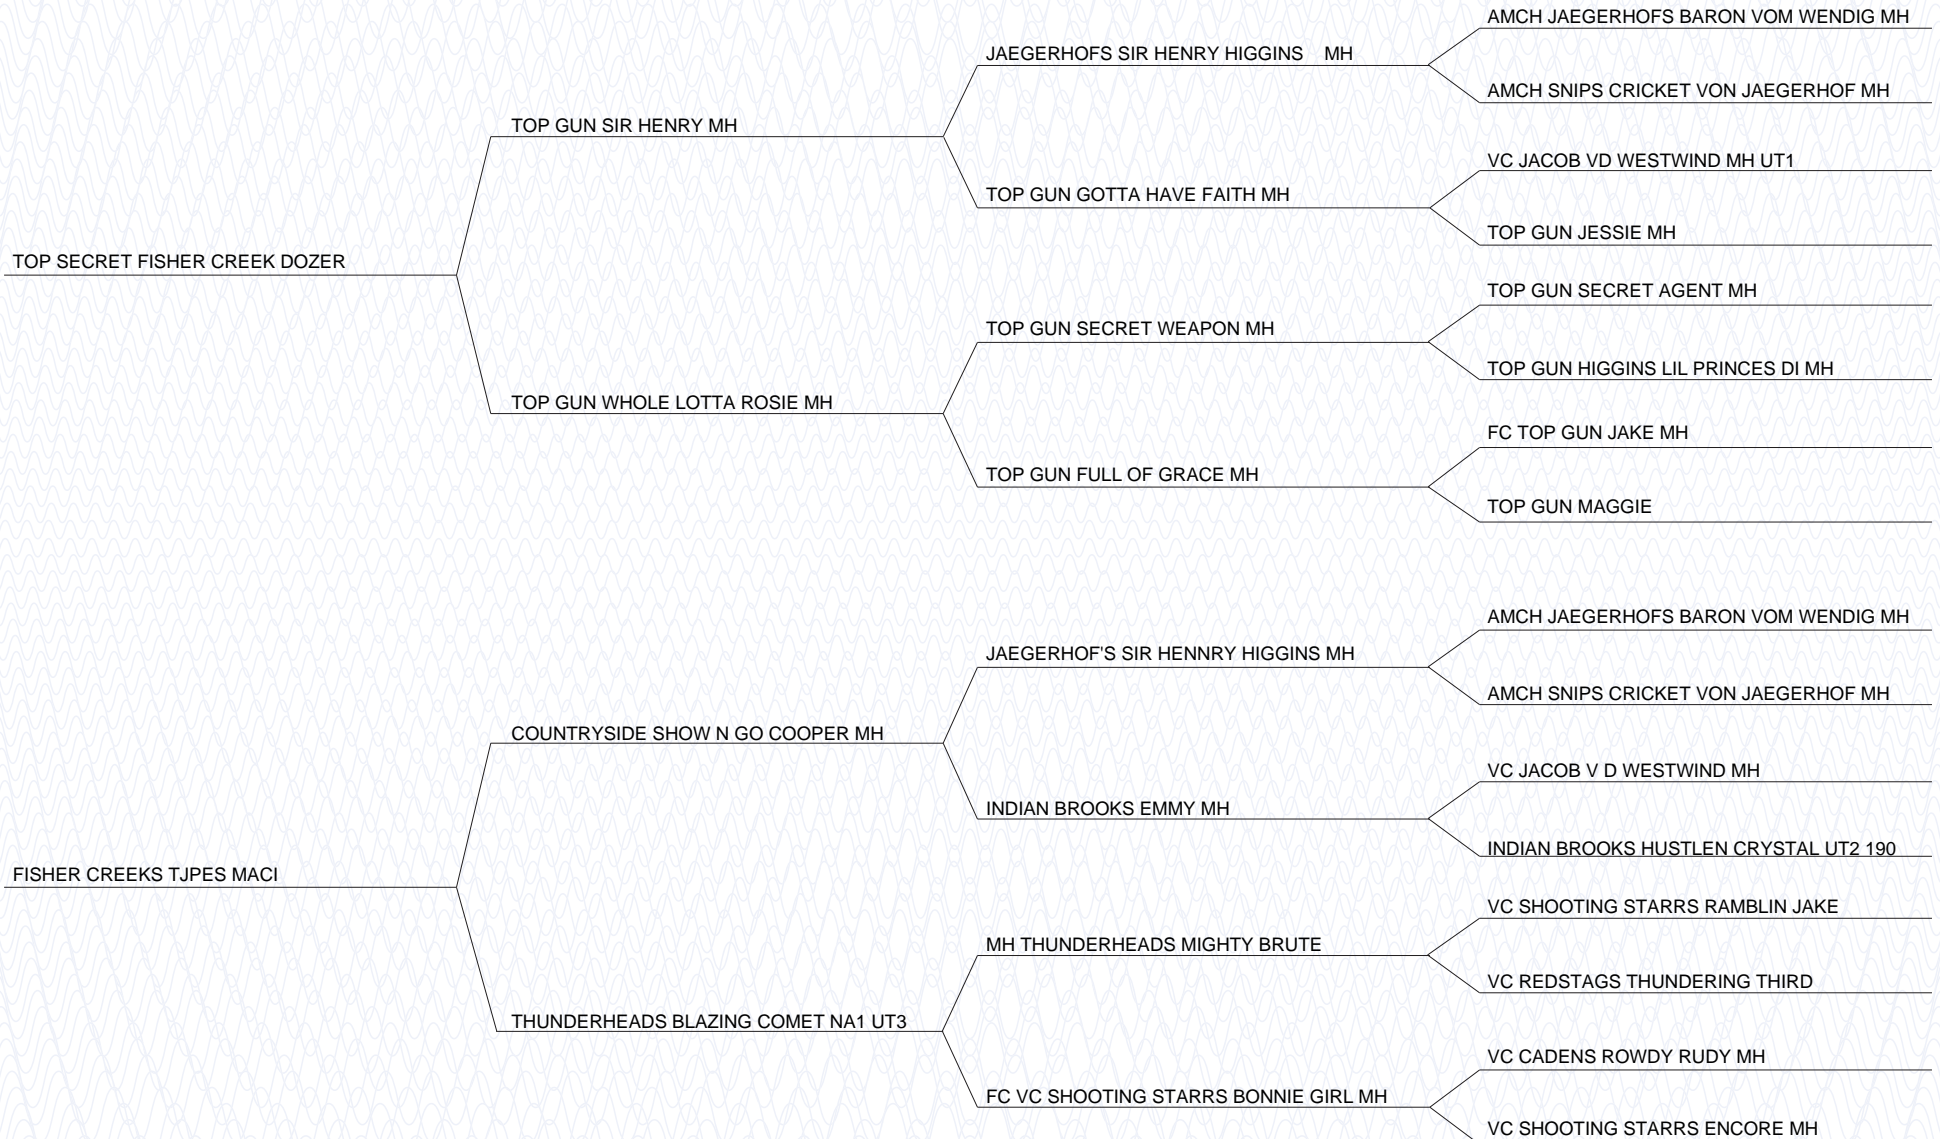 AMCH JAEGERHOFS BARON VOM WENDIG MH
JAEGERHOFS SIR HENRY HIGGINS    MH
AMCH SNIPS CRICKET VON JAEGERHOF MH
TOP GUN SIR HENRY MH
VC JACOB VD WESTWIND MH UT1
TOP GUN GOTTA HAVE FAITH MH
TOP GUN JESSIE MH
TOP SECRET FISHER CREEK DOZER
TOP GUN SECRET AGENT MH
TOP GUN SECRET WEAPON MH
TOP GUN HIGGINS LIL PRINCES DI MH
TOP GUN WHOLE LOTTA ROSIE MH
FC TOP GUN JAKE MH
TOP GUN FULL OF GRACE MH
TOP GUN MAGGIE
AMCH JAEGERHOFS BARON VOM WENDIG MH
JAEGERHOF'S SIR HENNRY HIGGINS MH
AMCH SNIPS CRICKET VON JAEGERHOF MH
COUNTRYSIDE SHOW N GO COOPER MH
VC JACOB V D WESTWIND MH
INDIAN BROOKS EMMY MH
INDIAN BROOKS HUSTLEN CRYSTAL UT2 190
FISHER CREEKS TJPES MACI
VC SHOOTING STARRS RAMBLIN JAKE
MH THUNDERHEADS MIGHTY BRUTE
VC REDSTAGS THUNDERING THIRD
THUNDERHEADS BLAZING COMET NA1 UT3
VC CADENS ROWDY RUDY MH
FC VC SHOOTING STARRS BONNIE GIRL MH
VC SHOOTING STARRS ENCORE MH